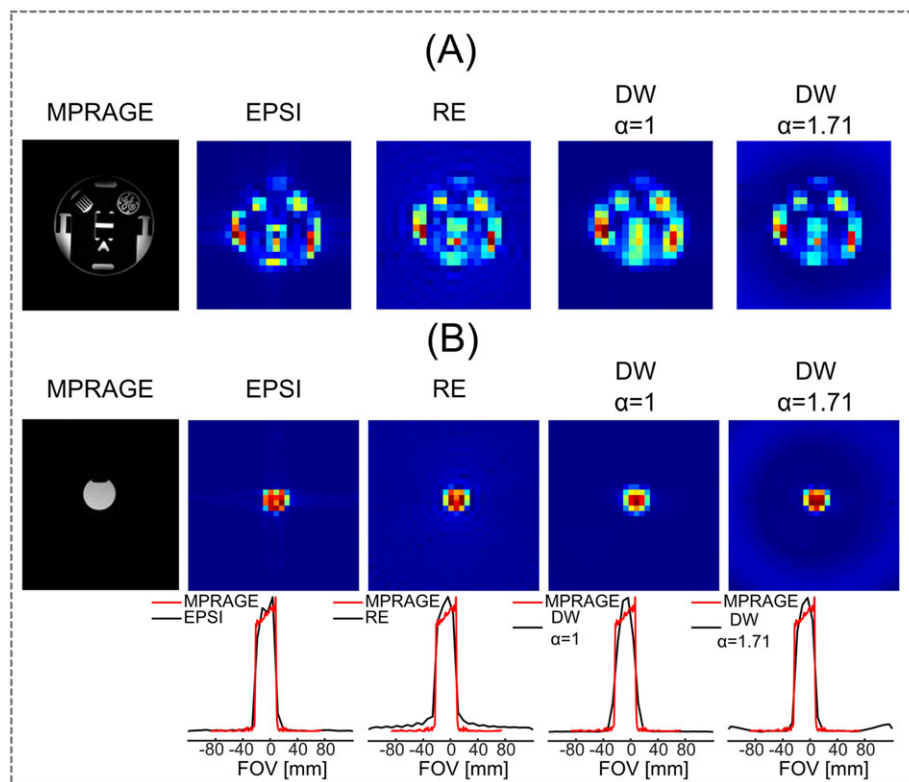 (A)
MPRAGE
EPSI
RE
DW
α=1
DW
α=1.71
(B)
MPRAGE
EPSI
RE
DW
α=1
DW
α=1.71
MPRAGE
EPSI
MPRAGE
RE
MPRAGE
DW
α=1
MPRAGE
DW
α=1.71
-80 -40 0 40 80
FOV [mm]
-80 -40 0 40 80
FOV [mm]
-80 -40 0 40 80
FOV [mm]
-80 -40 0 40 80
FOV [mm]